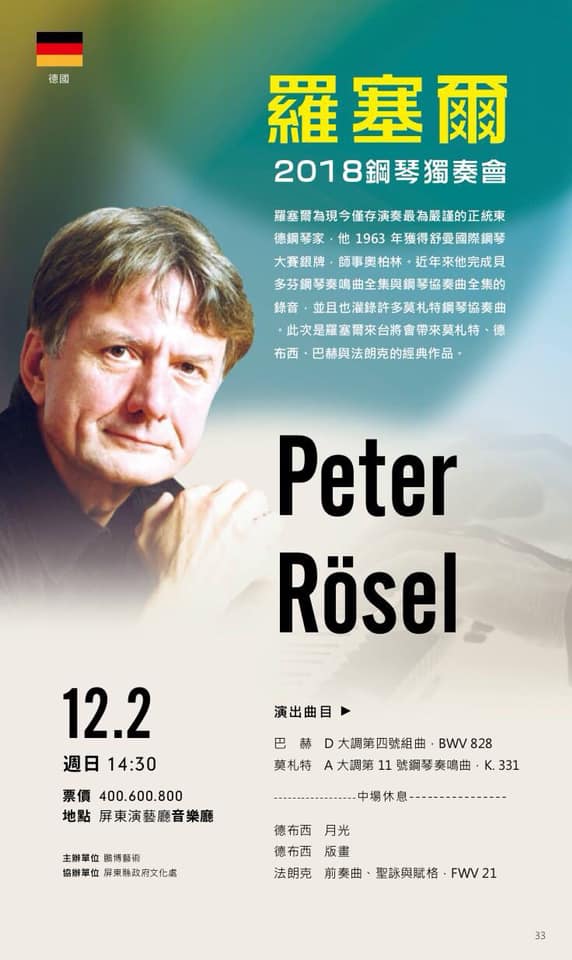 德國
羅塞爾
2018鋼琴獨奏會
羅塞爾為現今僅存演奏最為嚴謹的正統東
德鋼琴家，他 1963 年獲得舒曼國際鋼琴
大賽銀牌，師事奧柏林。近年來他完成貝
多芬鋼琴奏鳴曲全集與鋼琴協奏曲全集的
錄音，並且也灌錄許多莫札特鋼琴協奏曲
。此次是羅塞爾來台將會帶來莫札特、德
布西、巴赫與法朗克的經典作品。
Peter
Rösel
12.2
週日 14:30
票價 400.600.800
地點 屏東演藝廳音樂廳
主辦單位 鵬博藝術
協辦單位 屏東縣政府文化處
演出曲目 ▶
巴　赫　D 大調第四號組曲，BWV 828
莫札特　A 大調第 11 號鋼琴奏鳴曲，K. 331
------------------中場休息----------------
德布西　月光
德布西　版畫
法朗克　前奏曲、聖詠與賦格，FWV 21
33